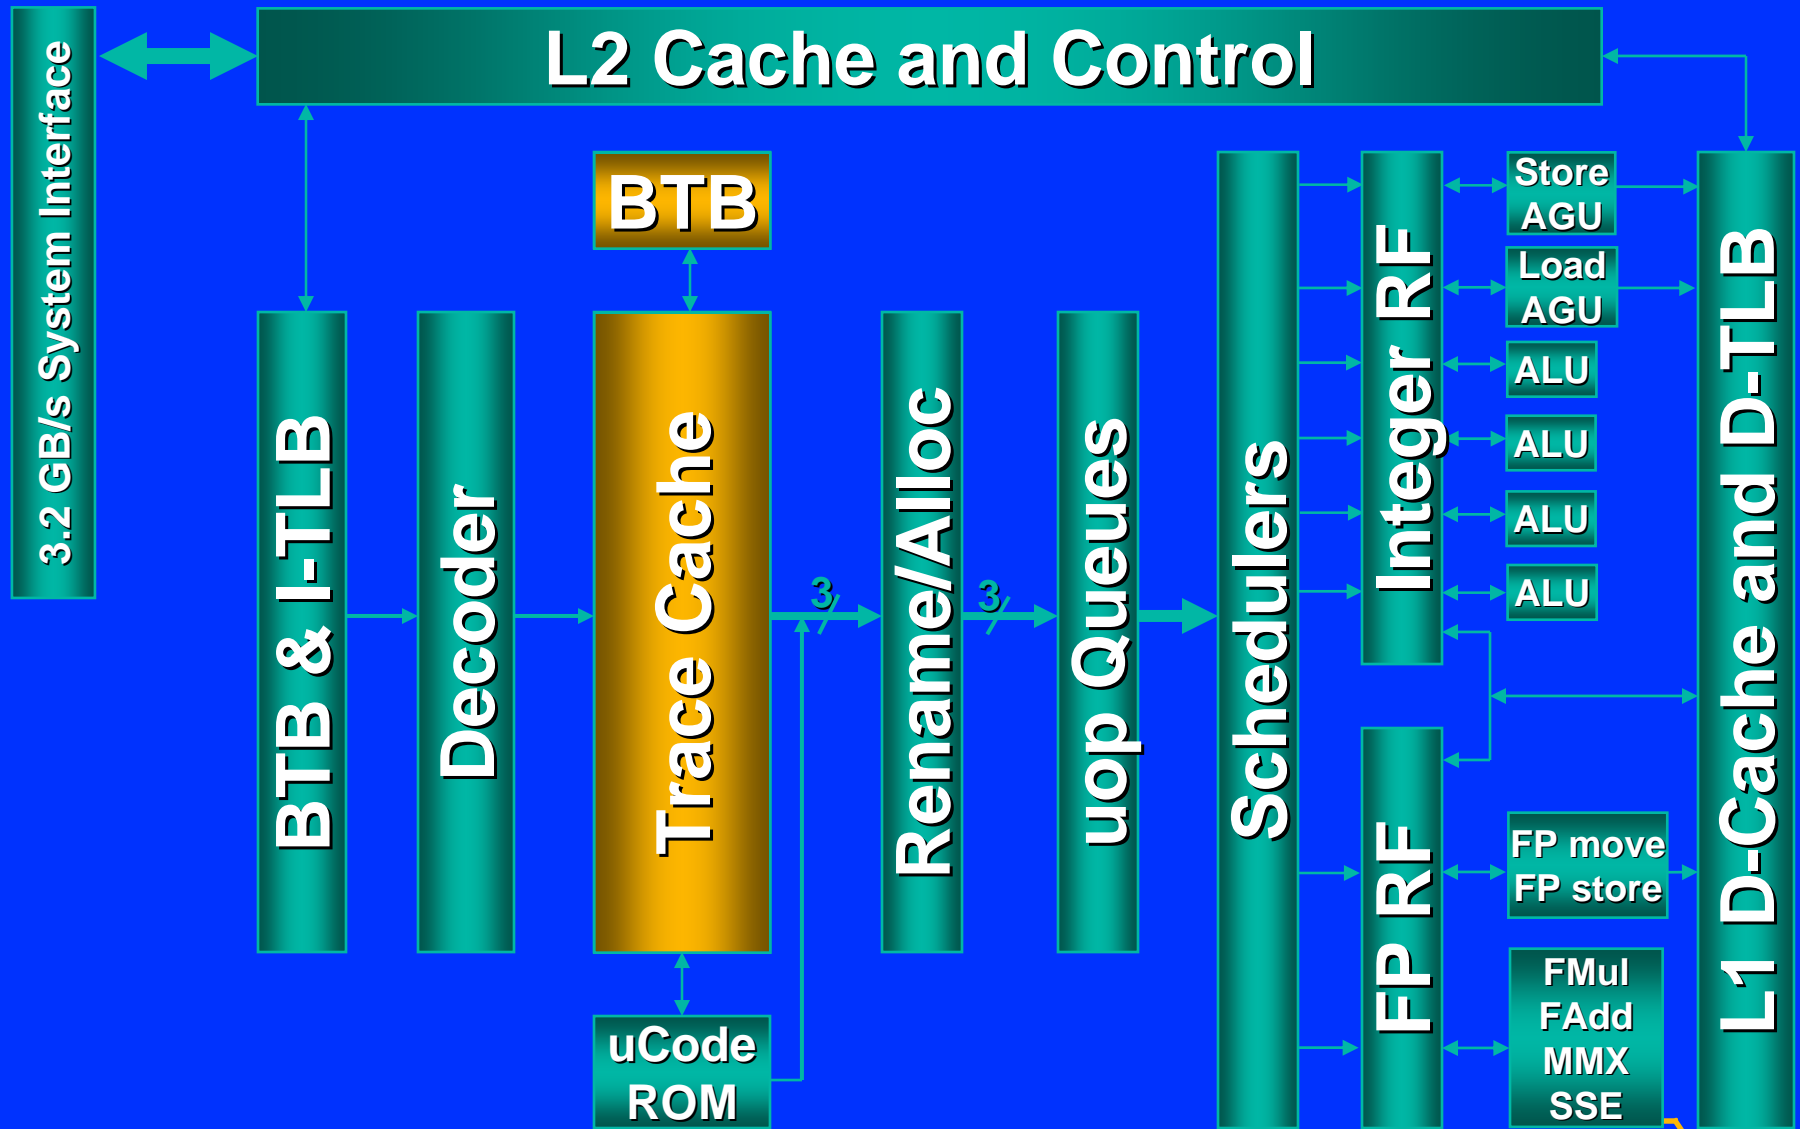 3.2 GB/s System Interface
L2 Cache and Control
BTB
BTB & I-TLB
Decoder
Trace Cache
3
Rename/Alloc
3
uop Queues
Schedulers
Integer RF
FP RF
Store
AGU
Load
AGU
ALU
ALU
ALU
ALU
FP move
FP store
FMul
FAdd
MMX
SSE
L1 D-Cache and D-TLB
uCode
ROM